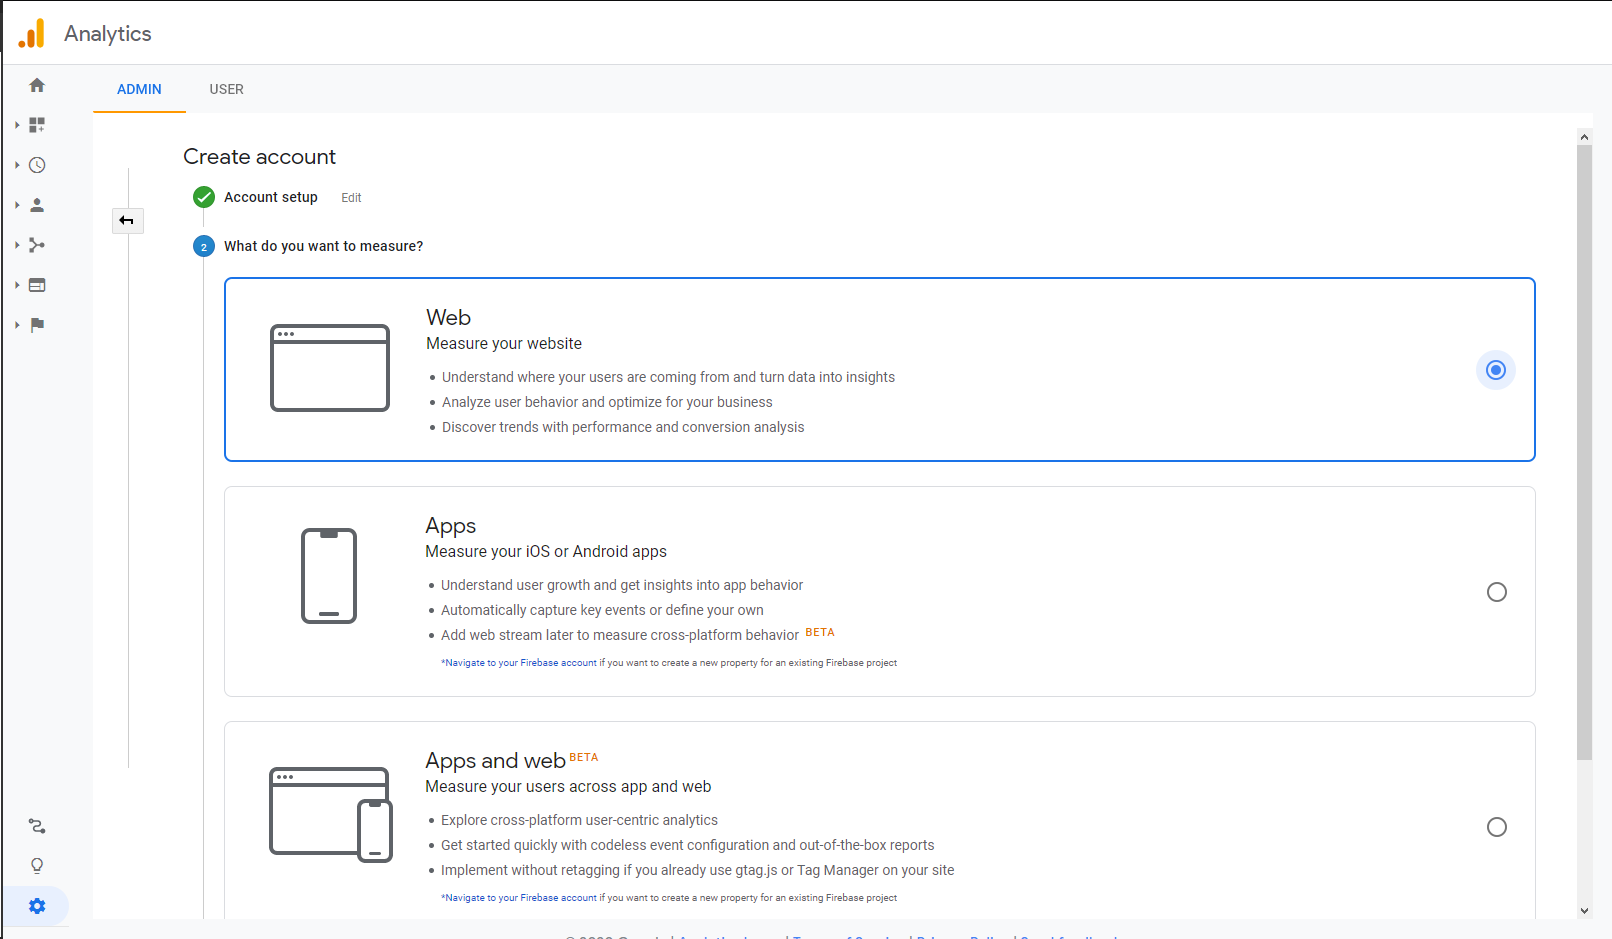 Analytics
ADMIN
USER
Create account
Account setup
Edit
2
What do you want to measure?
Web
Measure your website
Understand where your users are coming from and turn data into insights
Analyze user behavior and optimize for your business
Discover trends with performance and conversion analysis
Apps
Measure your iOS or Android apps
Understand user growth and get insights into app behavior
Automatically capture key events or define your own
Add web stream later to measure cross-platform behavior BETA
*Navigate to your Firebase account if you want to create a new property for an existing Firebase project
Apps and web BETA
Measure your users across app and web
Explore cross-platform user-centric analytics
Get started quickly with codeless event configuration and out-of-the-box reports
Implement without retagging if you already use gtag.js or Tag Manager on your site
*Navigate to your Firebase account if you want to create a new property for an existing Firebase project